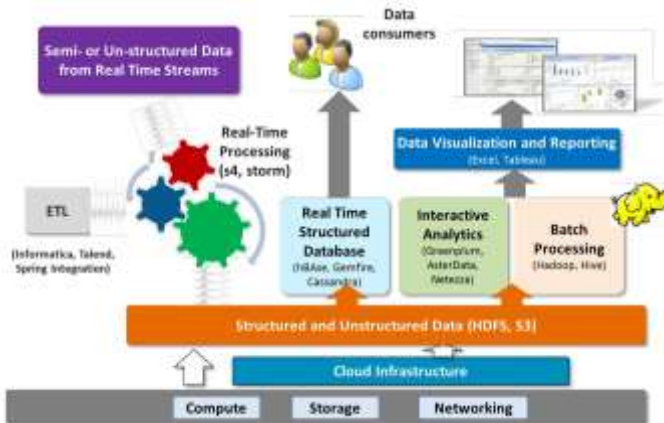 Semi- or Un-structured Data
from Real Time Streams
Data
consumers
Real-Time
Processing
(s4, storm)
Data Visualization and Reporting
(Excel, Tableau)
ETL
(Informatica, Talend,
Spring Integration)
Real Time
Structured
Database
(hBAse, Gemfire,
Cassandra)
Interactive
Analytics
(Greenplum,
AsterData,
Netezza)
Batch
Processing
(Hadoop, Hive)
Structured and Unstructured Data (HDFS, S3)
Cloud Infrastructure
Compute
Storage
Networking